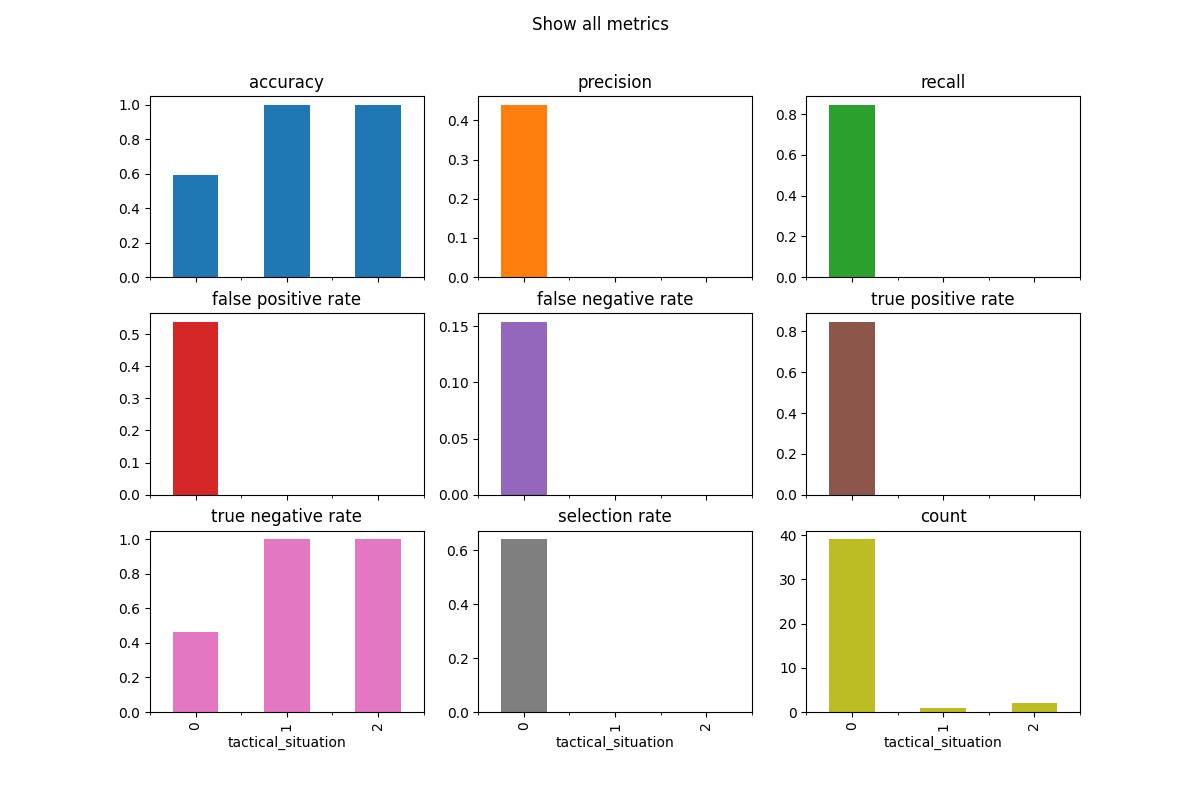 Show all metrics
accuracy
1.0
0.8
0.6
0.4
0.2
0.0
precision
0.4
0.3
0.2
0.1
0.0
recall
0.8
0.6
0.4
0.2
0.0
false positive rate
0.5
0.4
0.3
0.2
0.1
0.0
false negative rate
0.15
0.10
0.05
0.00
true positive rate
0.8
0.6
0.4
0.2
0.0
true negative rate
1.0
0.8
0.6
0.4
0.2
0.0
0 1 2
tactical_situation
selection rate
0.6
0.4
0.2
0.0
0 1 2
tactical_situation
count
40
30
20
10
0
0 1 2
tactical_situation